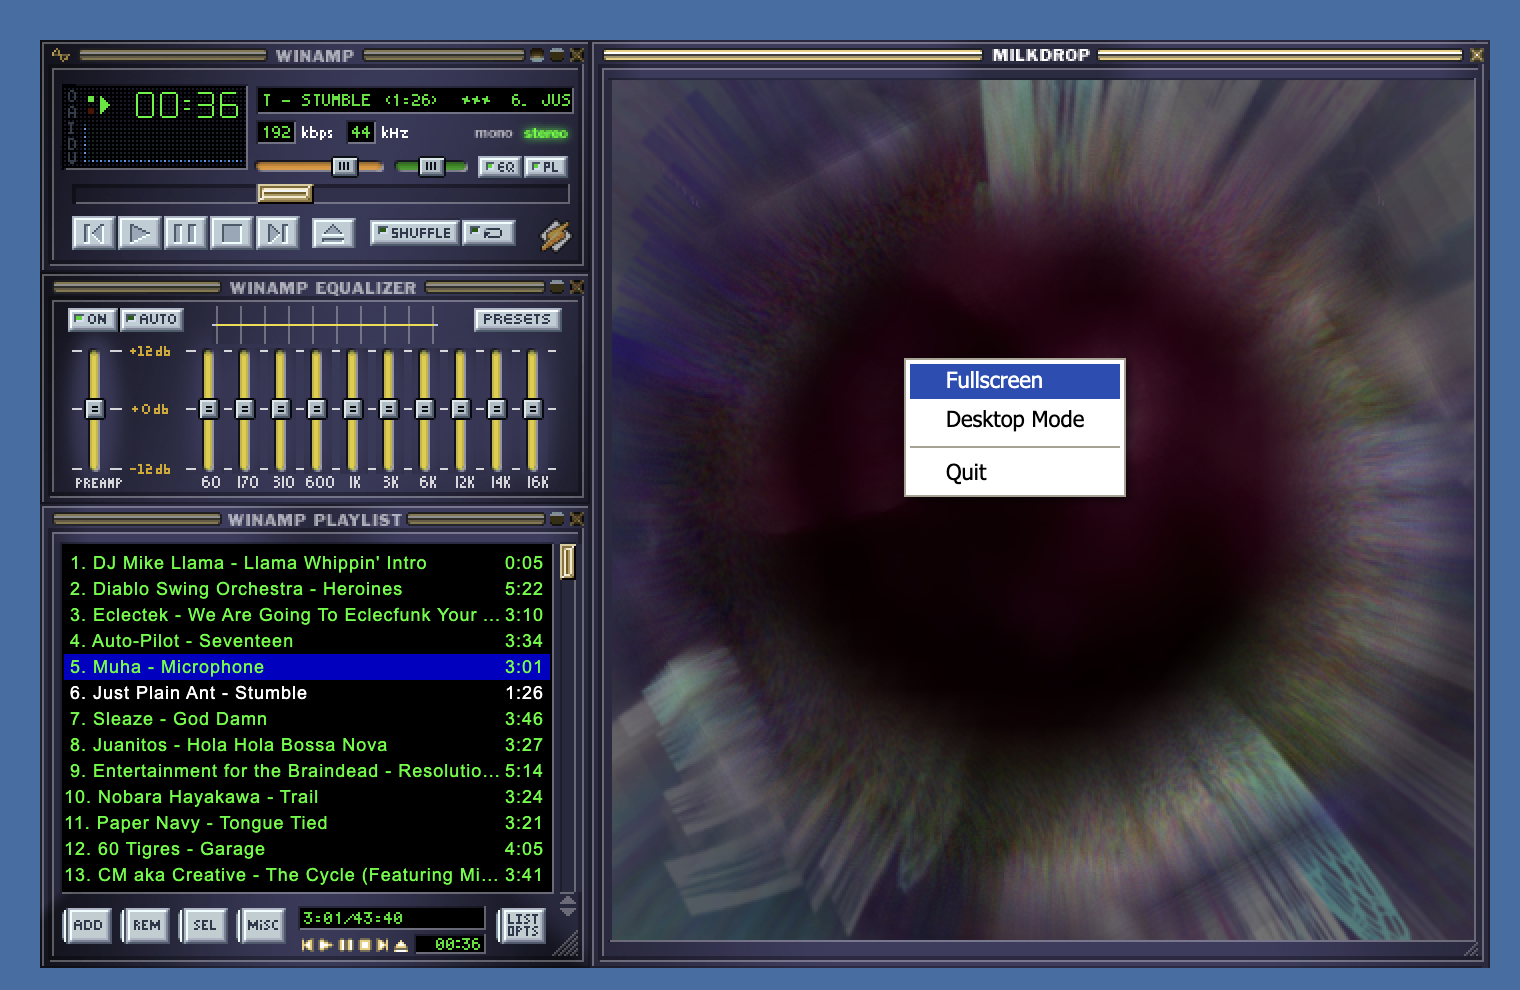 WINAMP
O
A
I
D
V
00:36
T - STUMBLE <1:26> *** 6. JUS
192 kbps 44 kHz mono stereo
EQ PL
SHUFFLE
WINAMP EQUALIZER
ON AUTO PRESETS
+12db
+0db
-12db
PREAMP 60 170 310 600 1K 3K 6K 12K 14K 16K
WINAMP PLAYLIST
1. DJ Mike Llama - Llama Whippin' Intro 0:05
2. Diablo Swing Orchestra - Heroines 5:22
3. Eclectek - We Are Going To Eclecfunk Your ... 3:10
4. Auto-Pilot - Seventeen 3:34
5. Muha - Microphone 3:01
6. Just Plain Ant - Stumble 1:26
7. Sleaze - God Damn 3:46
8. Juanitos - Hola Hola Bossa Nova 3:27
9. Entertainment for the Braindead - Resolutio... 5:14
10. Nobara Hayakawa - Trail 3:24
11. Paper Navy - Tongue Tied 3:21
12. 60 Tigres - Garage 4:05
13. CM aka Creative - The Cycle (Featuring Mi... 3:41
ADD REM SEL MISC
3:01/43:40
00:36
LIST
OPTS
MILKDROP
Fullscreen
Desktop Mode
Quit